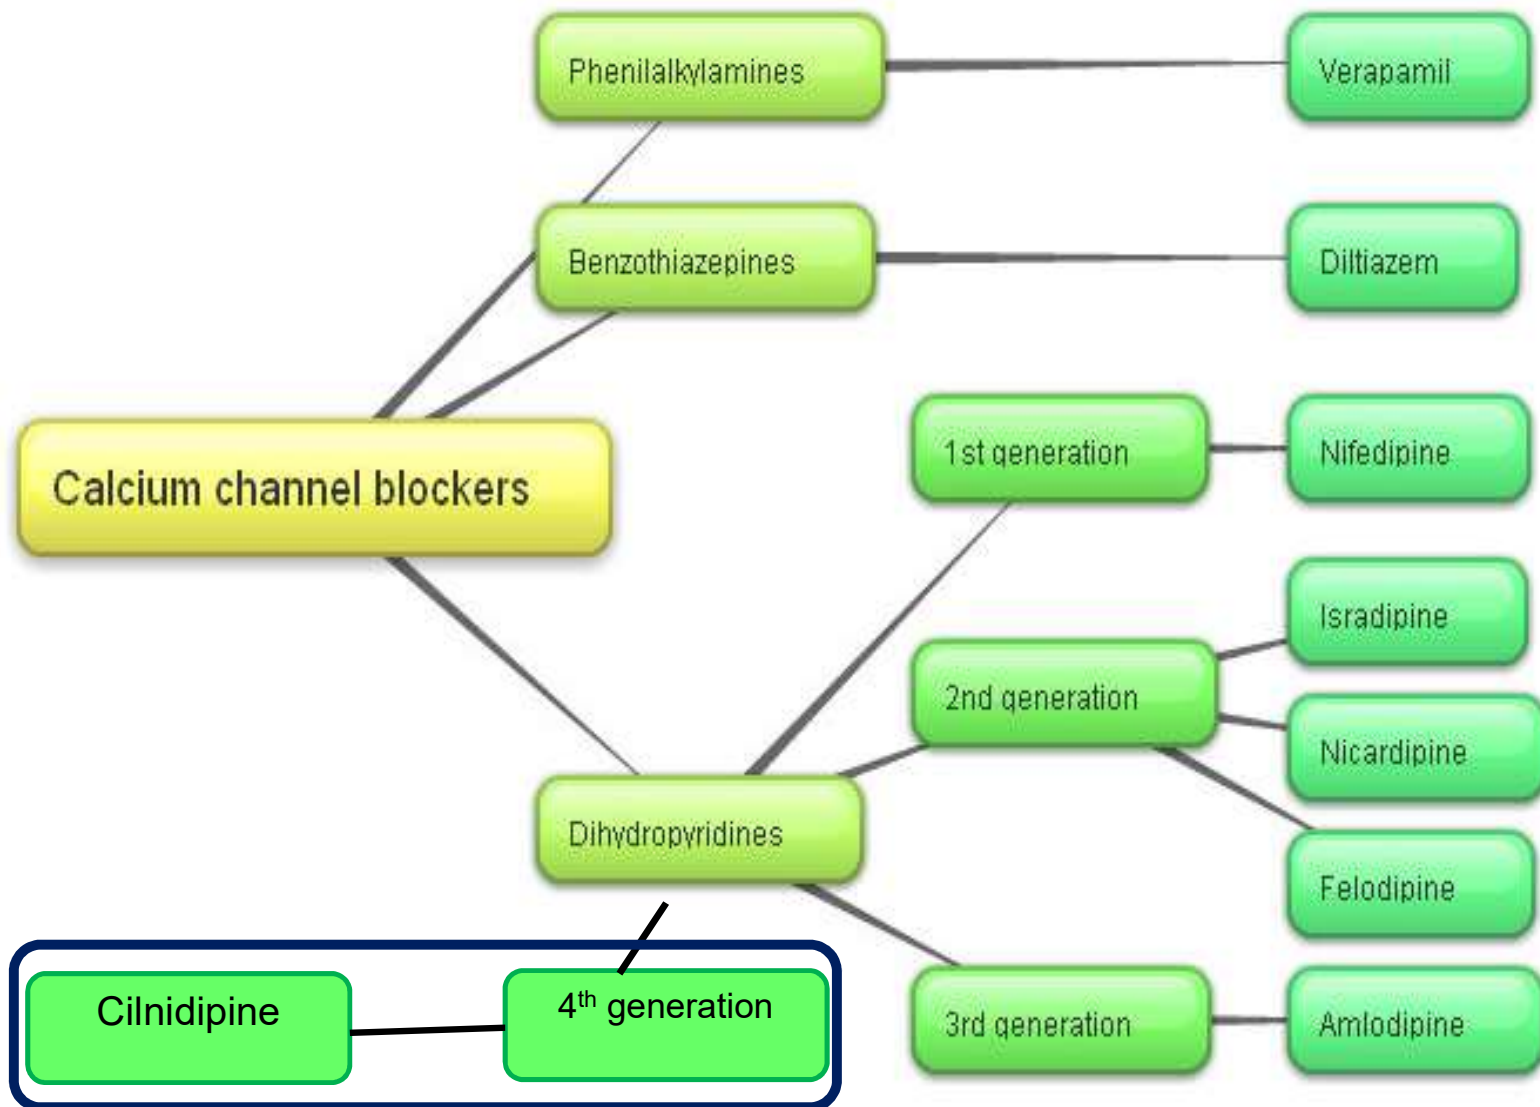 Phenilalkylamines
Verapamil
Benzothiazepines
Diltiazem
Calcium channel blockers
1st generation
Nifedipine
Isradipine
2nd generation
Nicardipine
Dihydropyridines
Felodipine
Cilnidipine
4th generation
3rd generation
Amlodipine